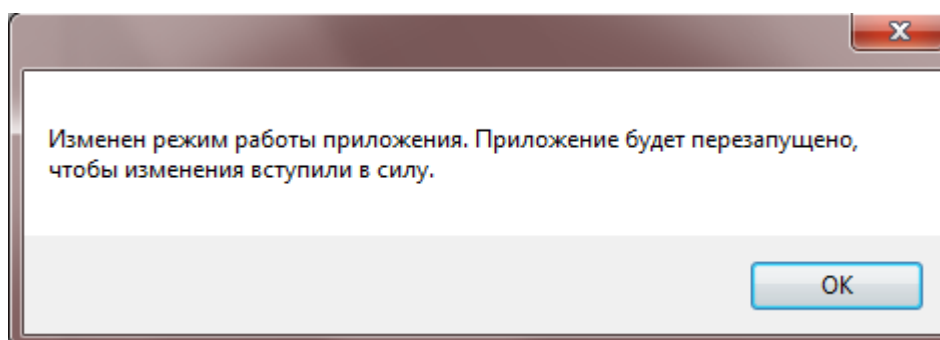 Изменен режим работы приложения. Приложение будет перезапущено,
чтобы изменения вступили в силу.
OK